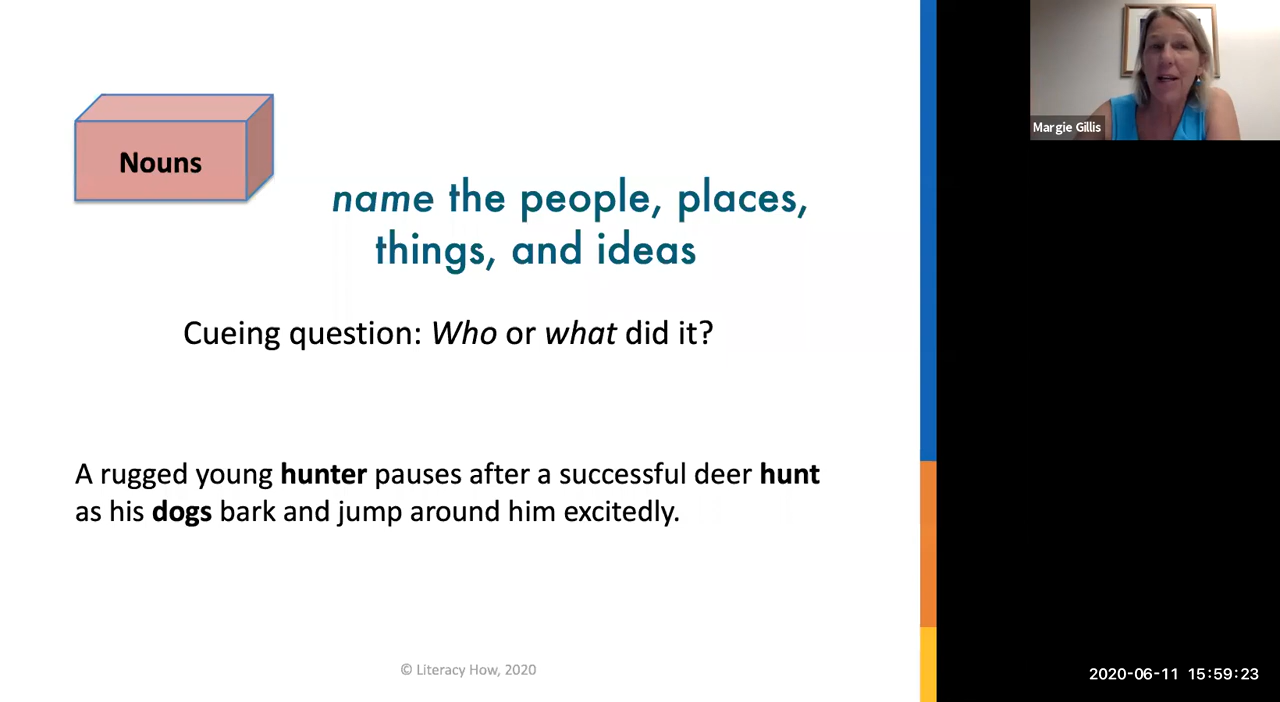 Nouns
name the people, places,
things, and ideas
Cueing question: Who or what did it?
A rugged young hunter pauses after a successful deer hunt
as his dogs bark and jump around him excitedly.
© Literacy How, 2020
Margie Gillis
2020-06-11 15:59:23